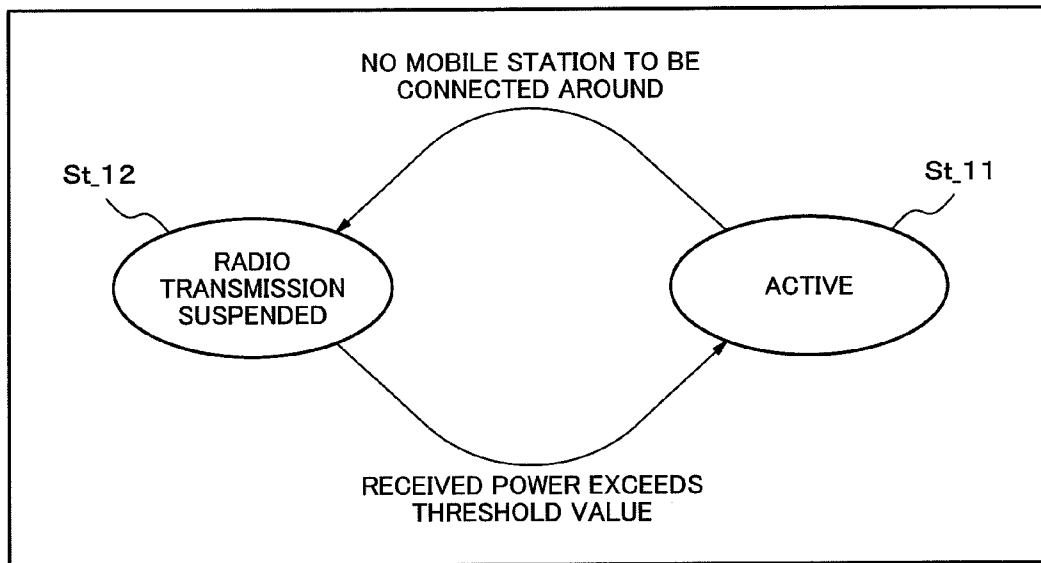 NO MOBILE STATION TO BE
CONNECTED AROUND
St_12
St_11
RADIO
TRANSMISSION
SUSPENDED
ACTIVE
RECEIVED POWER EXCEEDS
THRESHOLD VALUE